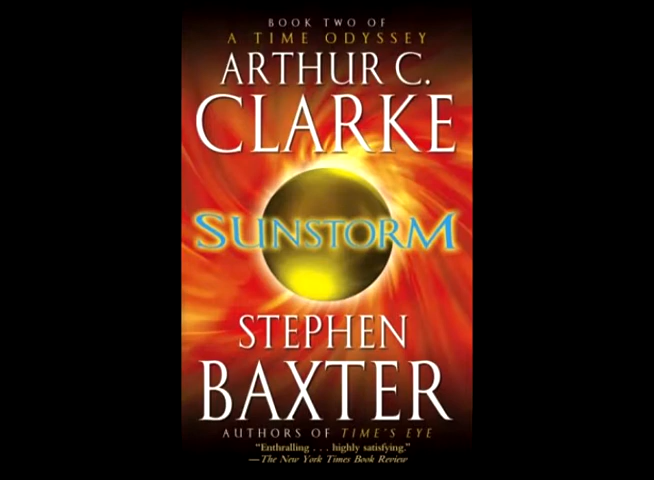 BOOK TWO OF
A TIME ODYSSEY
ARTHUR C.
CLARKE
SUNSTORM
STEPHEN
BAXTER
AUTHORS OF TIME'S EYE
“Enthralling . . . highly satisfying.”
—The New York Times Book Review